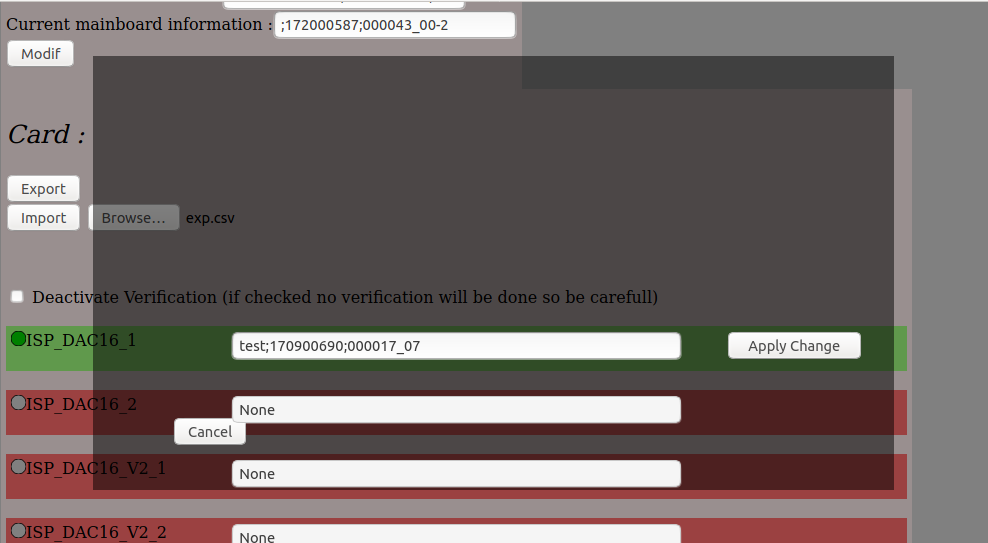 Current mainboard information : ;172000587;000043_00-2
Modif
Card :
Export
Import Browse... exp.csv
Deactivate Verification (if checked no verification will be done so be carefull)
ISP_DAC16_1 test;170900690;000017_07 Apply Change
ISP_DAC16_2 None
Cancel
ISP_DAC16_V2_1 None
ISP_DAC16_V2_2 None